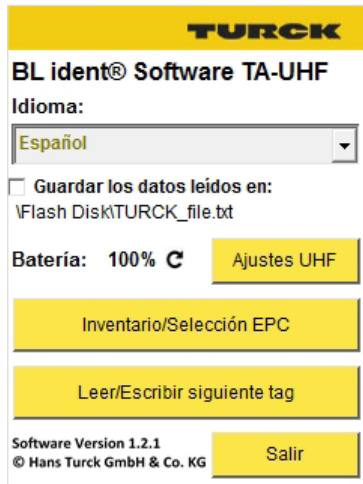 TURCK
BL ident® Software TA-UHF
Idioma:
Español
Guardar los datos leídos en:
\Flash Disk\TURCK_file.txt
Batería: 100% Ajustes UHF
Inventario/Selección EPC
Leer/Escribir siguiente tag
Software Version 1.2.1
© Hans Turck GmbH & Co. KG
Salir